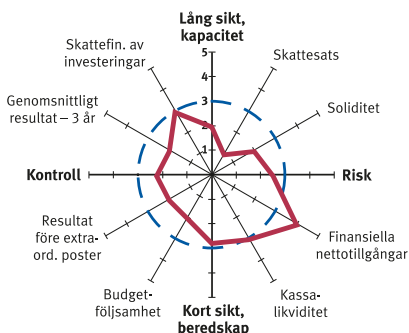 Lång sikt,
kapacitet
Skattefin. av
investeringar
Skattesats
Genomsnittligt
resultat – 3 år
Soliditet
5
4
3
2
1
Kontroll
Risk
Resultat
före extra-
ord. poster
Finansiella
nettotillgångar
Budget-
följsamhet
Kassa-
likviditet
Kort sikt,
beredskap